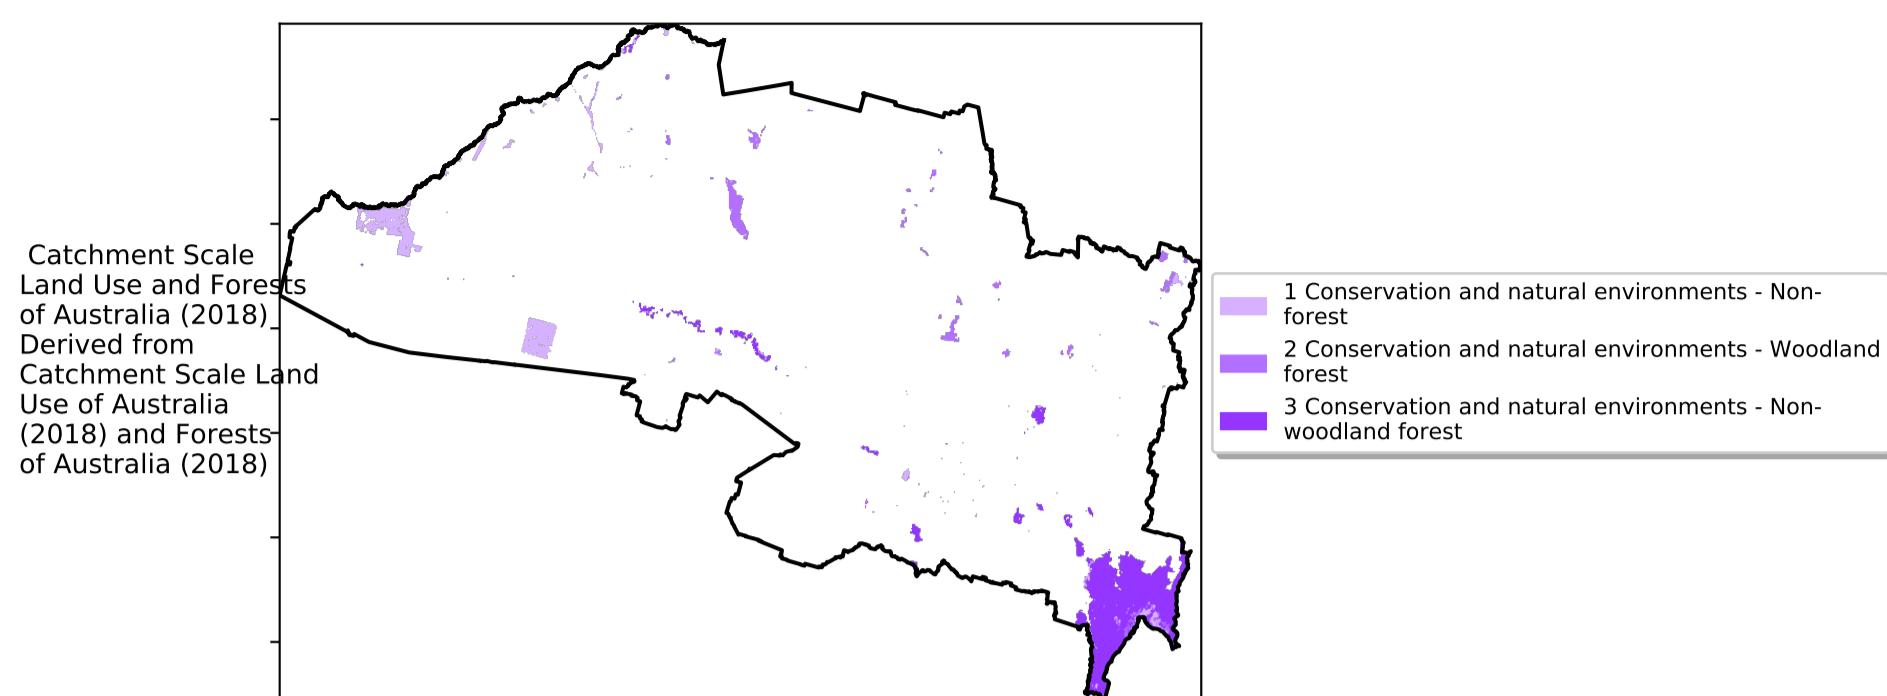 Catchment Scale
Land Use and Forests
of Australia (2018)
Derived from
Catchment Scale Land
Use of Australia
(2018) and Forests
of Australia (2018)
1 Conservation and natural environments - Non-
forest
2 Conservation and natural environments - Woodland
forest
3 Conservation and natural environments - Non-
woodland forest